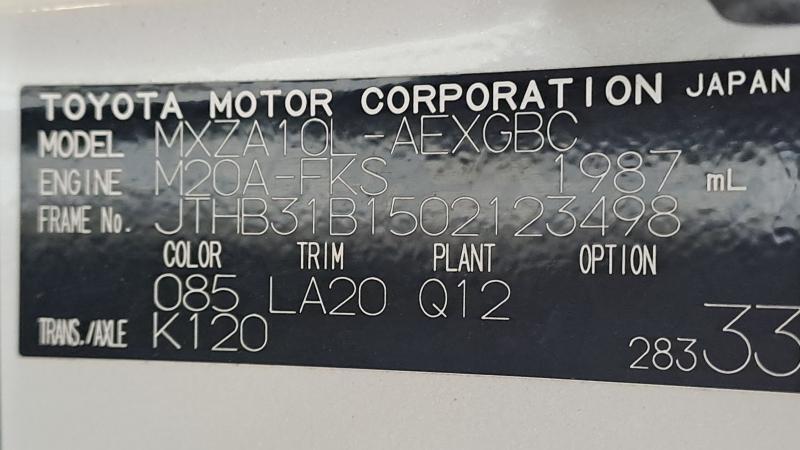 TOYOTA MOTOR CORPORATION JAPAN
MODEL MXZA10L-AEXGBC
ENGINE M20A-FKS 1987 mL
FRAME No. JTHB31B1502123498
COLOR TRIM PLANT OPTION
085 LA20 Q12
TRANS./AXLE K120
28333